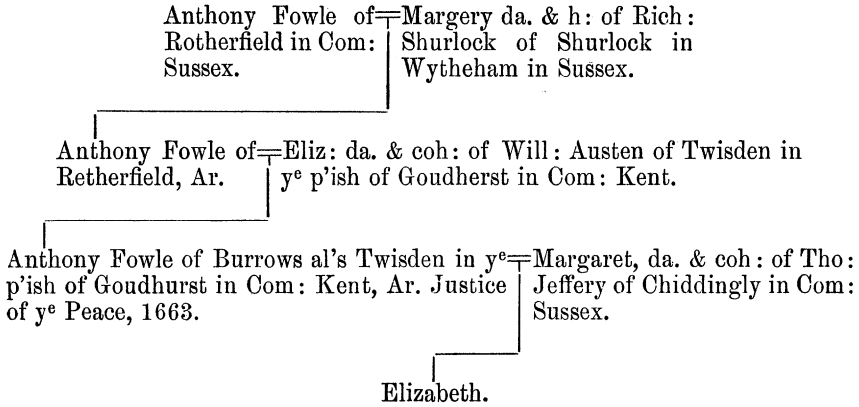 Anthony Fowle of Margery da. & h: of Rich:
Rotherfield in Com: Shurlock of Shurlock in
Sussex. Wytheham in Sussex.
Anthony Fowle of Eliz: da. & coh: of Will: Austen of Twisden in
Retherfield, Ar. yᵉ p'ish of Goudherst in Com: Kent.
Anthony Fowle of Burrows al's Twisden in yᵉ Margaret, da. & coh: of Tho:
p'ish of Goudhurst in Com: Kent, Ar. Justice Jeffery of Chiddingly in Com:
of yᵉ Peace, 1663. Sussex.
Elizabeth.